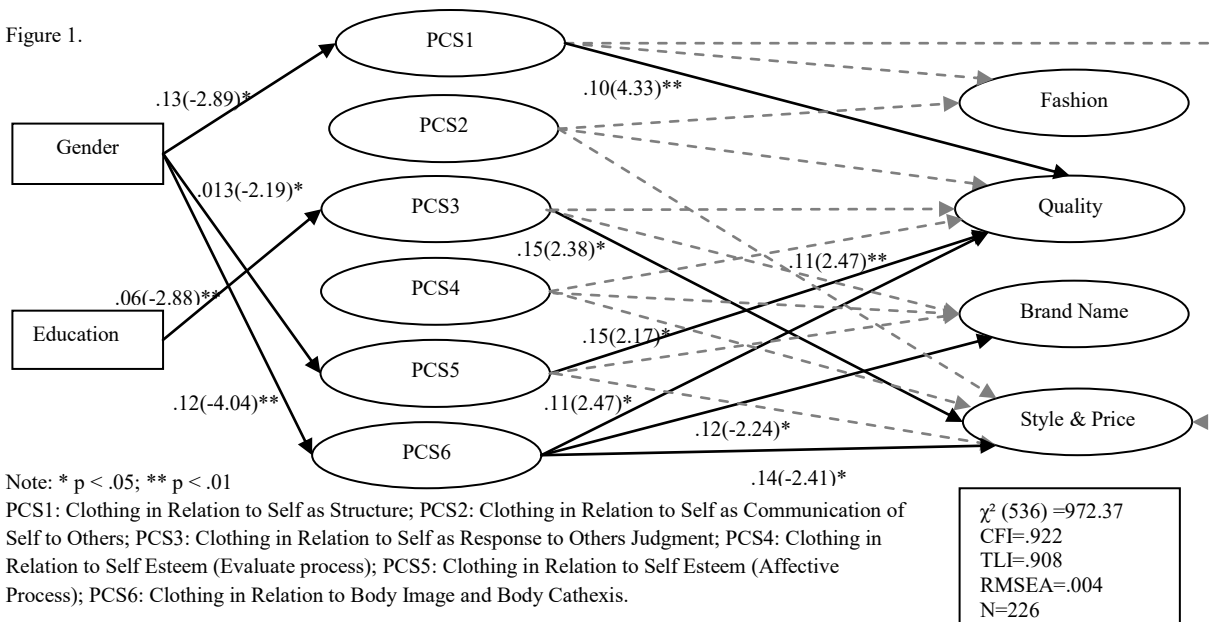 Figure 1.
PCS1
.13(-2.89)*
.10(4.33)**
Fashion
PCS2
Gender
.013(-2.19)*
PCS3
Quality
.15(2.38)*
.11(2.47)**
PCS4
.06(-2.88)**
Education
Brand Name
.15(2.17)*
PCS5
.12(-4.04)**
.11(2.47)*
Style & Price
.12(-2.24)*
PCS6
.14(-2.41)*
Note: * p < .05; ** p < .01
PCS1: Clothing in Relation to Self as Structure; PCS2: Clothing in Relation to Self as Communication of
Self to Others; PCS3: Clothing in Relation to Self as Response to Others Judgment; PCS4: Clothing in
Relation to Self Esteem (Evaluate process); PCS5: Clothing in Relation to Self Esteem (Affective
Process); PCS6: Clothing in Relation to Body Image and Body Cathexis.
χ² (536) =972.37
CFI=.922
TLI=.908
RMSEA=.004
N=226